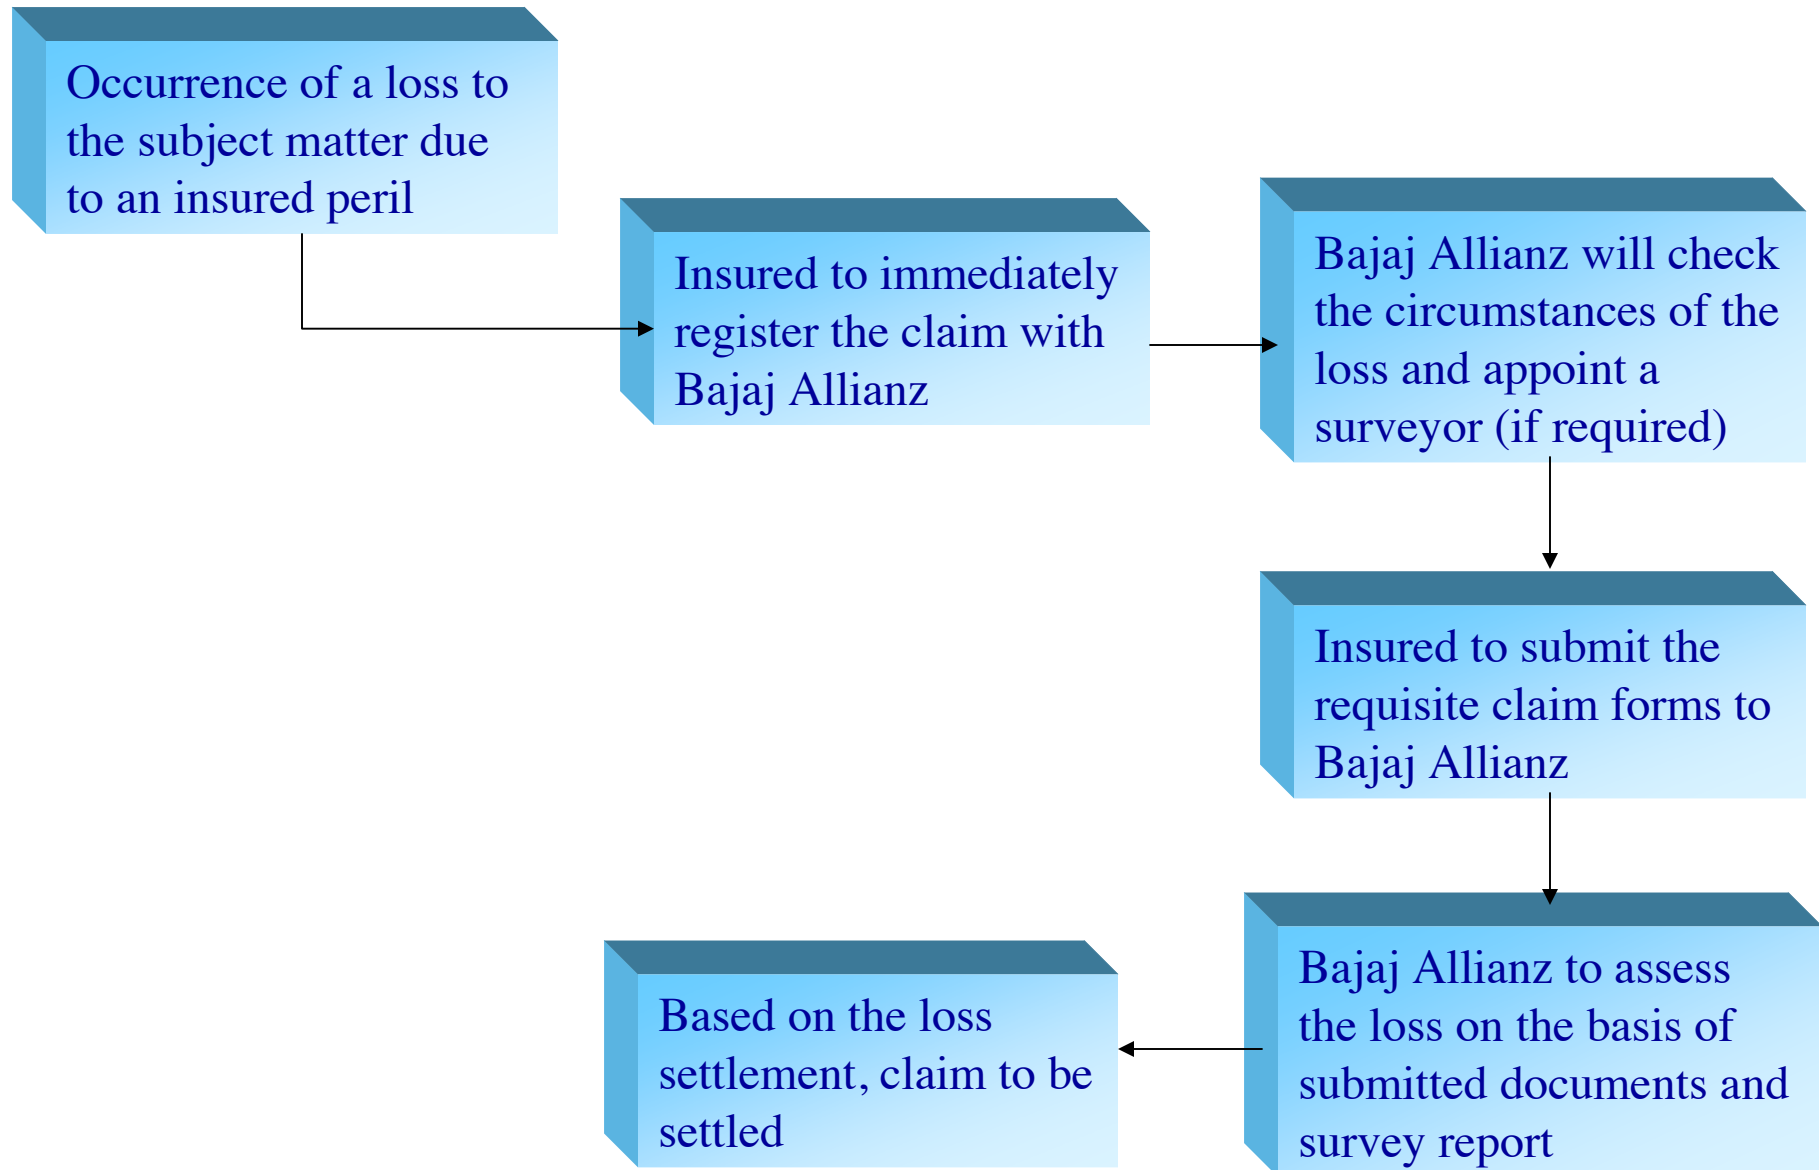 Occurrence of a loss to
the subject matter due
to an insured peril
Insured to immediately
register the claim with
Bajaj Allianz
Bajaj Allianz will check
the circumstances of the
loss and appoint a
surveyor (if required)
Insured to submit the
requisite claim forms to
Bajaj Allianz
Bajaj Allianz to assess
the loss on the basis of
submitted documents and
survey report
Based on the loss
settlement, claim to be
settled